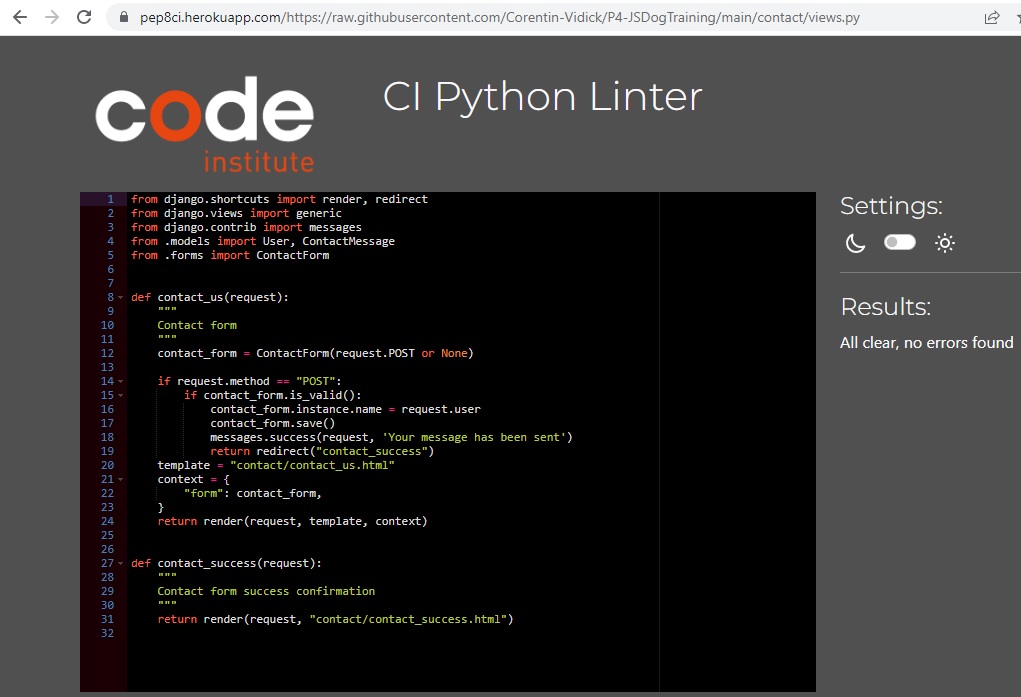 pep8ci.herokuapp.com/https://raw.githubusercontent.com/Corentin-Vidick/P4-JSDogTraining/main/contact/views.py
code
institute
CI Python Linter
1 from django.shortcuts import render, redirect
2 from django.views import generic
3 from django.contrib import messages
4 from .models import User, ContactMessage
5 from .forms import ContactForm
6
7
8 def contact_us(request):
9     """
10     Contact form
11     """
12     contact_form = ContactForm(request.POST or None)
13
14     if request.method == "POST":
15         if contact_form.is_valid():
16             contact_form.instance.name = request.user
17             contact_form.save()
18             messages.success(request, 'Your message has been sent')
19             return redirect("contact_success")
20     template = "contact/contact_us.html"
21     context = {
22         "form": contact_form,
23     }
24     return render(request, template, context)
25
26
27 def contact_success(request):
28     """
29     Contact form success confirmation
30     """
31     return render(request, "contact/contact_success.html")
32
Settings:
Results:
All clear, no errors found